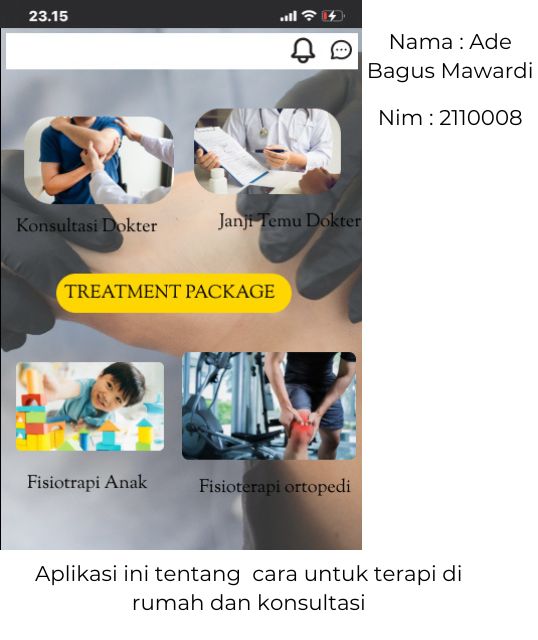 23.15
Nama : Ade
Bagus Mawardi
Nim : 2110008
Konsultasi Dokter
Janji Temu Dokter
TREATMENT PACKAGE
Fisiotrapi Anak
Fisioterapi ortopedi
Aplikasi ini tentang cara untuk terapi di
rumah dan konsultasi